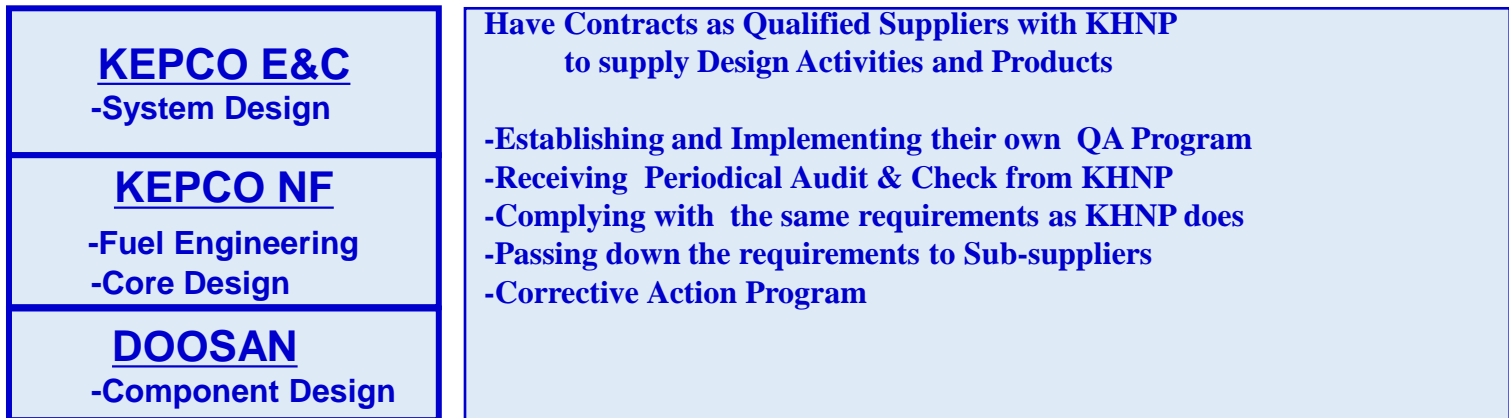 KEPCO E&C
-System Design
KEPCO NF
-Fuel Engineering
-Core Design
DOOSAN
-Component Design
Have Contracts as Qualified Suppliers with KHNP
to supply Design Activities and Products
-Establishing and Implementing their own QA Program
-Receiving Periodical Audit & Check from KHNP
-Complying with the same requirements as KHNP does
-Passing down the requirements to Sub-suppliers
-Corrective Action Program